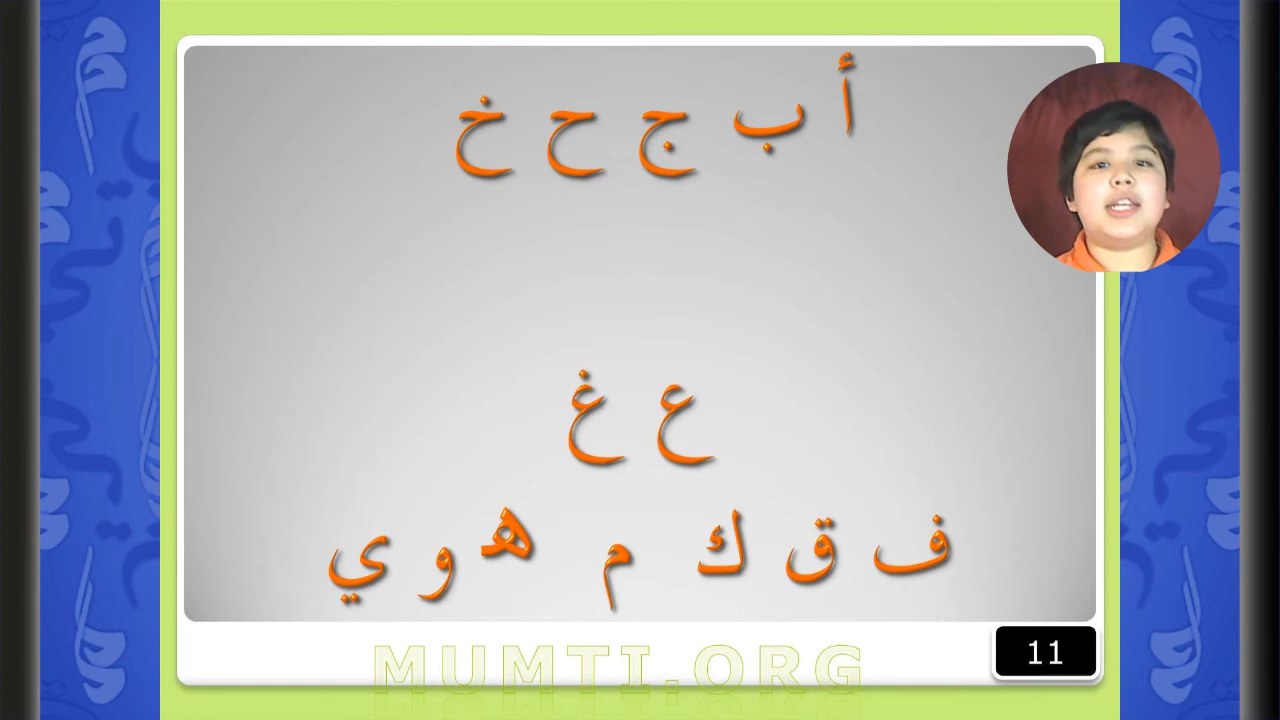 أ ب ج ح خ
ع غ
ف ق ك م ه و ي
11
MUMTI.ORG